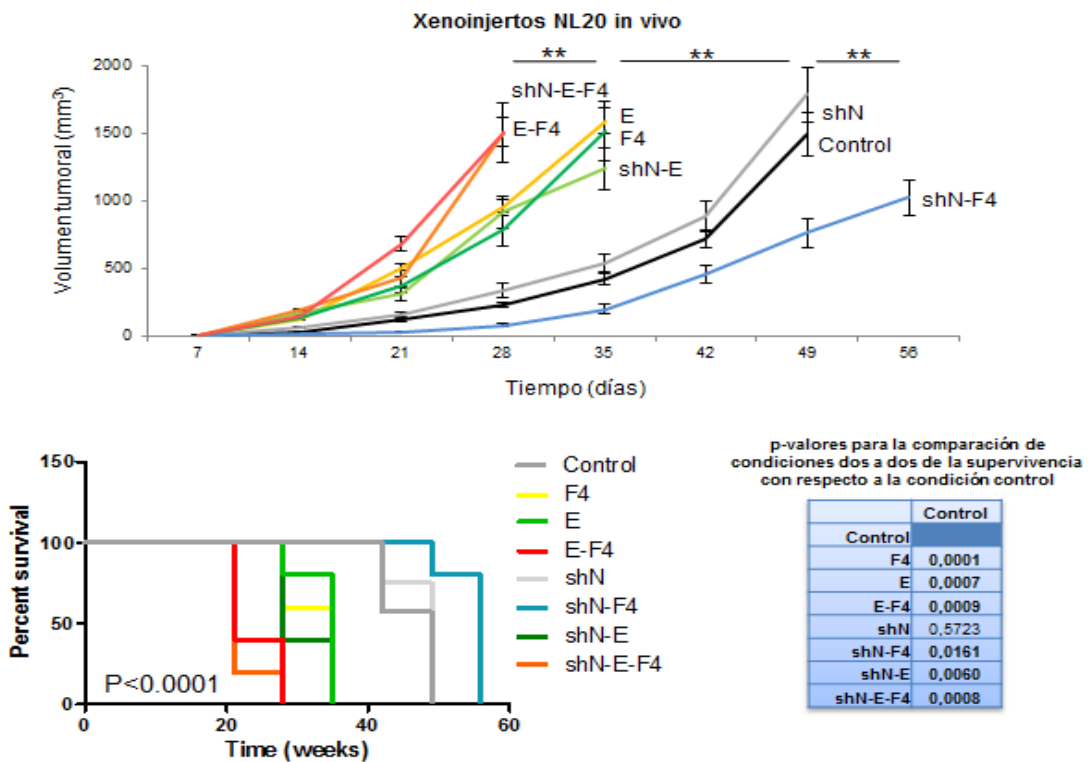 Xenoinjertos NL20 in vivo
**
**
**
2000
1500
1000
500
0
Volumen tumoral (mm³)
shN-E-F4
E-F4
E
F4
shN-E
shN
Control
shN-F4
7 14 21 28 35 42 49 56
Tiempo (días)
150
100
50
0
Percent survival
P<0.0001
0 20 40 60
Time (weeks)
Control
F4
E
E-F4
shN
shN-F4
shN-E
shN-E-F4
p-valores para la comparación de
condiciones dos a dos de la supervivencia
con respecto a la condición control
Control
Control
F4 0,0001
E 0,0007
E-F4 0,0009
shN 0,5723
shN-F4 0,0161
shN-E 0,0060
shN-E-F4 0,0008